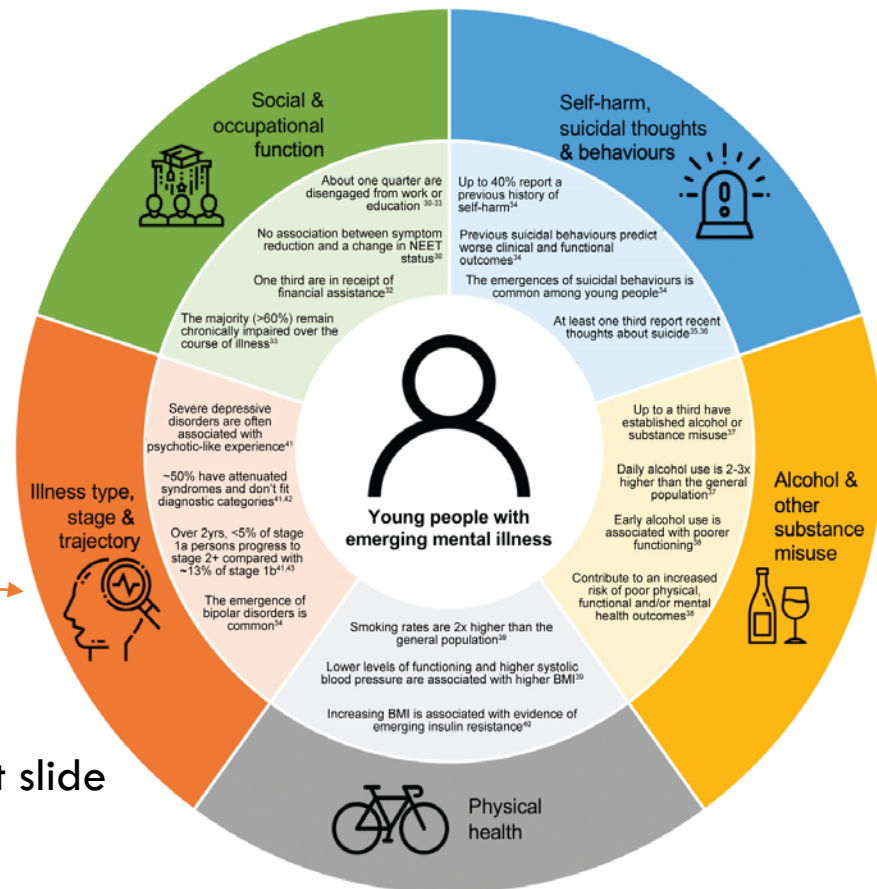 Social &
occupational
function
About one quarter are
disengaged from work or
education 30-33
No association between symptom
reduction and a change in NEET
status30
One third are in receipt of
financial assistance32
The majority (>60%) remain
chronically impaired over the
course of illness33
Self-harm,
suicidal thoughts
& behaviours
Up to 40% report a
previous history of
self-harm34
Previous suicidal behaviours predict
worse clinical and functional
outcomes34
The emergences of suicidal behaviours is
common among young people34
At least one third report recent
thoughts about suicide35,36
Alcohol &
other
substance
misuse
Up to a third have
established alcohol or
substance misuse37
Daily alcohol use is 2-3x
higher than the general
population37
Early alcohol use is
associated with poorer
functioning38
Contribute to an increased
risk of poor physical,
functional and/or mental
health outcomes38
Physical
health
Smoking rates are 2x higher than the
general population39
Lower levels of functioning and higher systolic
blood pressure are associated with higher BMI39
Increasing BMI is associated with evidence of
emerging insulin resistance40
Illness type,
stage &
trajectory
Severe depressive
disorders are often
associated with
psychotic-like experience41
~50% have attenuated
syndromes and don't fit
diagnostic categories41,42
Over 2yrs, <5% of stage
1a persons progress to
stage 2+ compared with
~13% of stage 1b41,43
The emergence of
bipolar disorders is
common34
Young people with
emerging mental illness
t slide